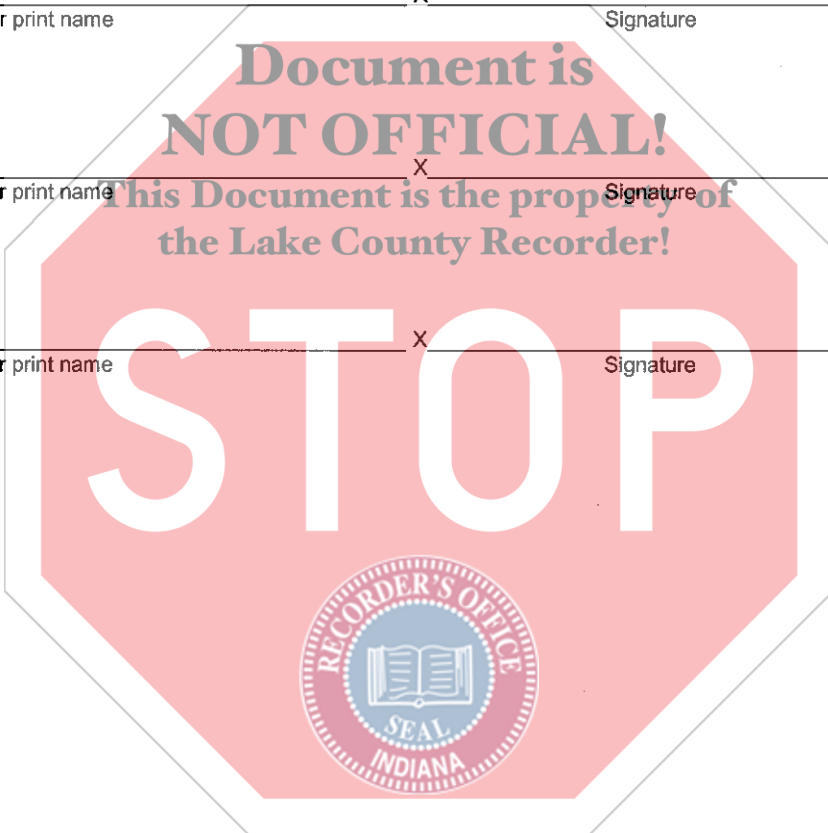 r print name Signature
Document is
NOT OFFICIAL!
X
r print name Signature
This Document is the property of
the Lake County Recorder!
X
r print name Signature
STOP
RECORDER'S OFFICE
SEAL
INDIANA